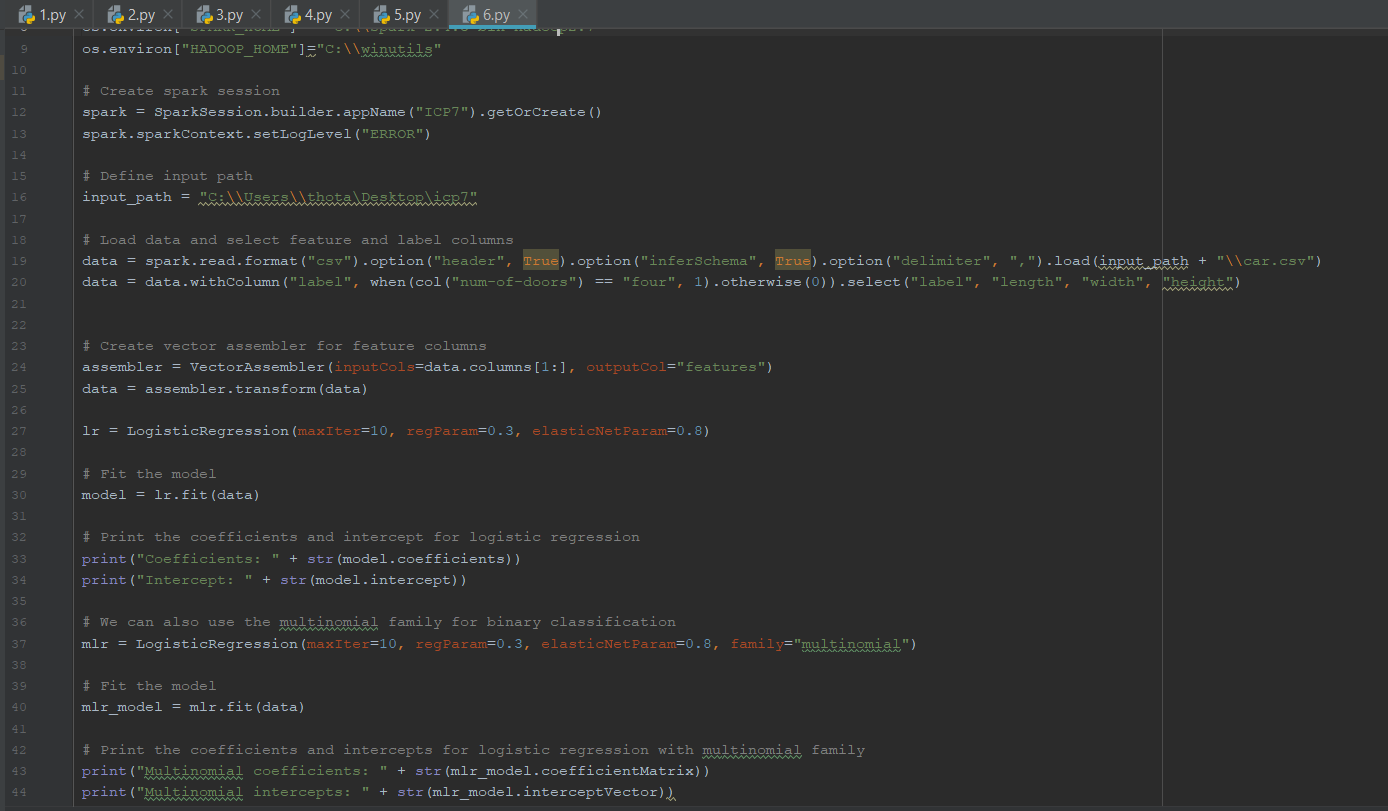 1.py 2.py 3.py 4.py 5.py 6.py
9 os.environ["HADOOP_HOME"]="C:\\winutils"
10
11 # Create spark session
12 spark = SparkSession.builder.appName("ICP7").getOrCreate()
13 spark.sparkContext.setLogLevel("ERROR")
14
15 # Define input path
16 input_path = "C:\\Users\\thota\Desktop\icp7"
17
18 # Load data and select feature and label columns
19 data = spark.read.format("csv").option("header", True).option("inferSchema", True).option("delimiter", ",").load(input_path + "\\car.csv")
20 data = data.withColumn("label", when(col("num-of-doors") == "four", 1).otherwise(0)).select("label", "length", "width", "height")
21
22
23 # Create vector assembler for feature columns
24 assembler = VectorAssembler(inputCols=data.columns[1:], outputCol="features")
25 data = assembler.transform(data)
26
27 lr = LogisticRegression(maxIter=10, regParam=0.3, elasticNetParam=0.8)
28
29 # Fit the model
30 model = lr.fit(data)
31
32 # Print the coefficients and intercept for logistic regression
33 print("Coefficients: " + str(model.coefficients))
34 print("Intercept: " + str(model.intercept))
35
36 # We can also use the multinomial family for binary classification
37 mlr = LogisticRegression(maxIter=10, regParam=0.3, elasticNetParam=0.8, family="multinomial")
38
39 # Fit the model
40 mlr_model = mlr.fit(data)
41
42 # Print the coefficients and intercepts for logistic regression with multinomial family
43 print("Multinomial coefficients: " + str(mlr_model.coefficientMatrix))
44 print("Multinomial intercepts: " + str(mlr_model.interceptVector))